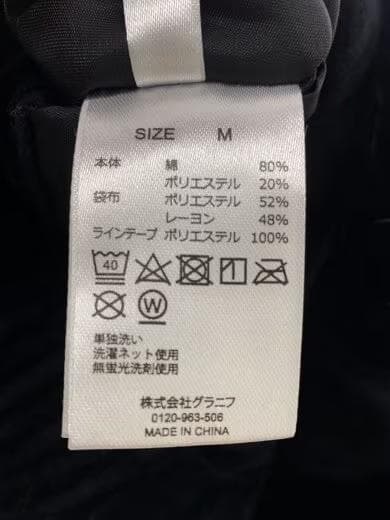 SIZE M
本体 綿 80%
ポリエステル 20%
袋布 ポリエステル 52%
レーヨン 48%
ラインテープ ポリエステル 100%
40
W
単独洗い
洗濯ネット使用
無蛍光洗剤使用
株式会社グラニフ
0120-963-506
MADE IN CHINA